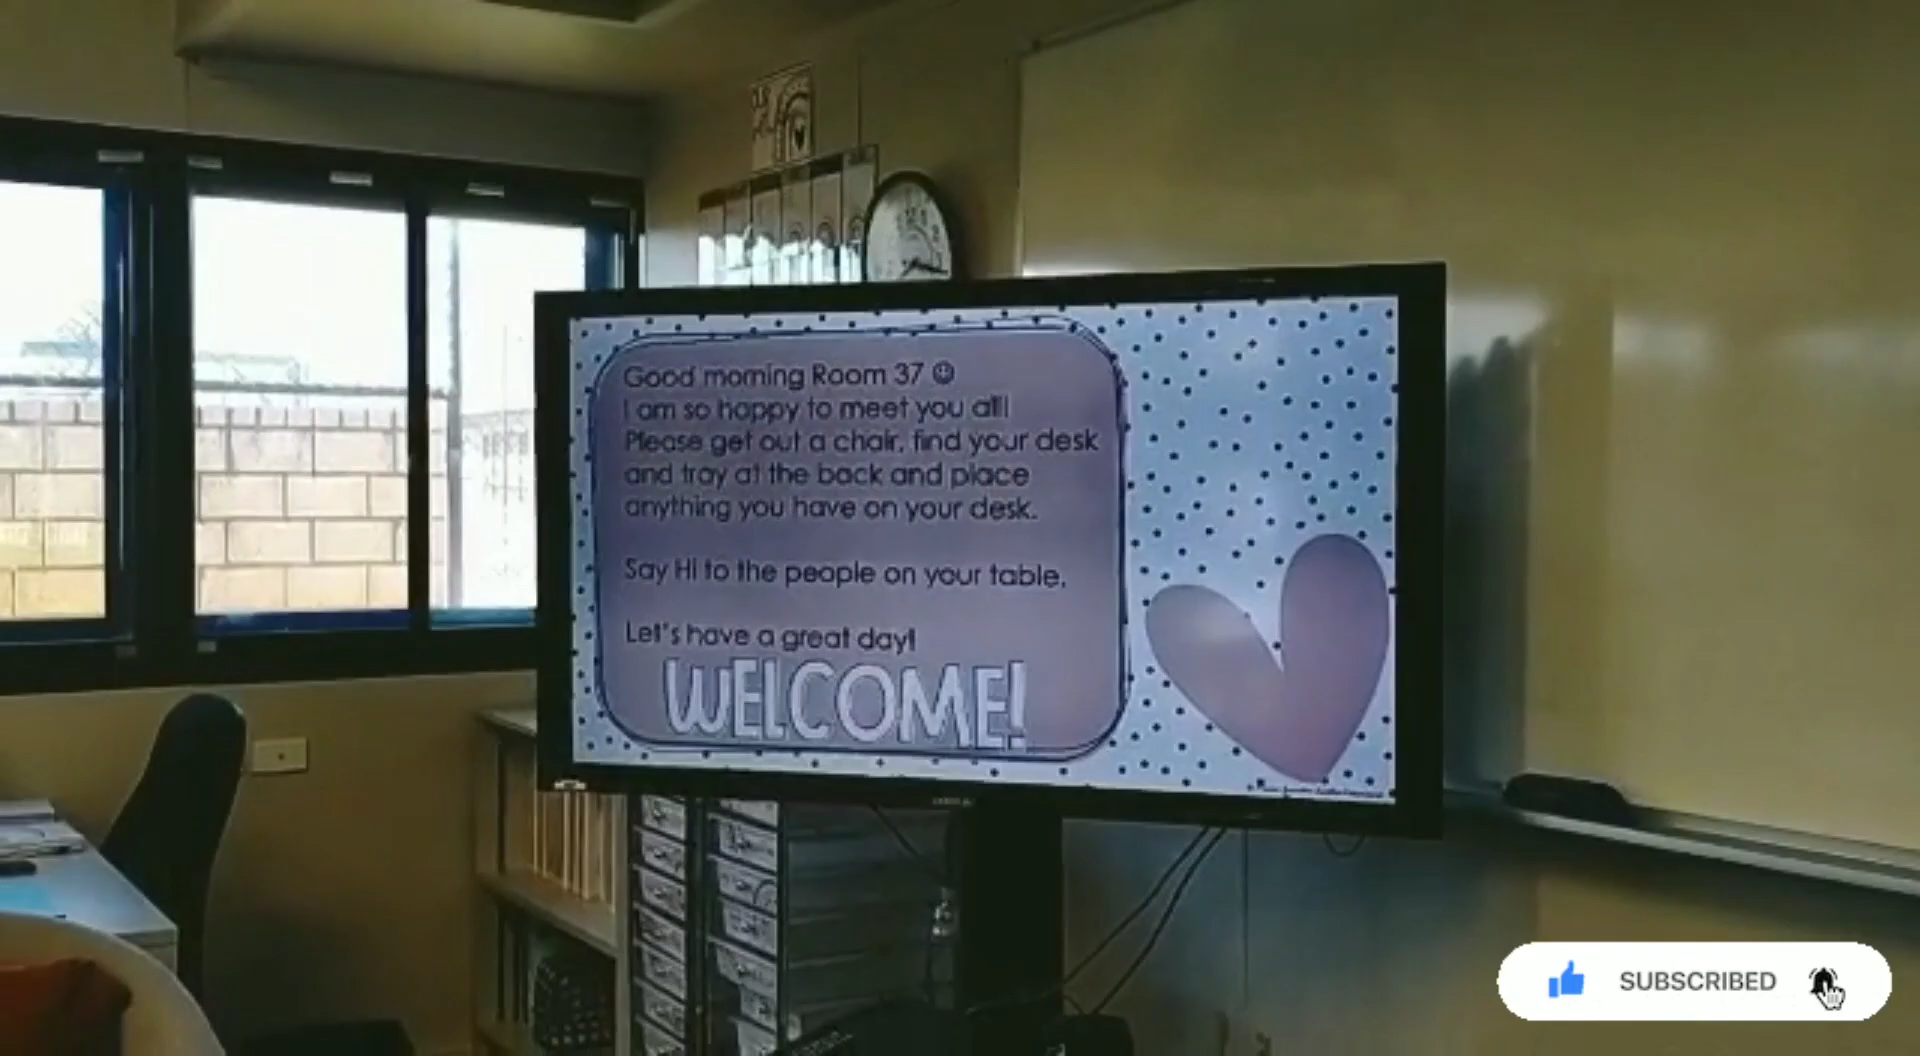 Good morning Room 37 ☺
I am so happy to meet you all!
Please get out a chair, find your desk
and tray at the back and place
anything you have on your desk.
Say Hi to the people on your table.
Let's have a great day!
WELCOME!
SUBSCRIBED